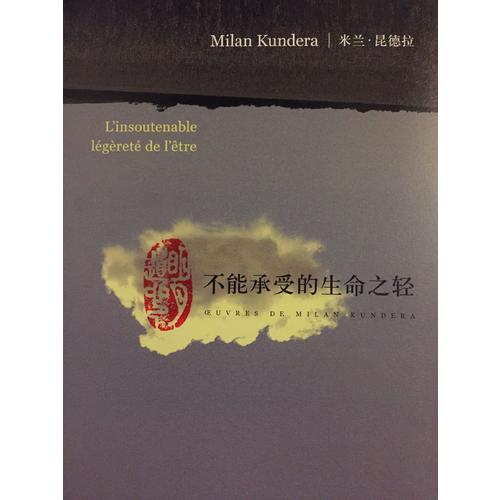 Milan Kundera | 米兰·昆德拉
L'insoutenable
légèreté de l'être
不能承受的生命之轻
ŒUVRES DE MILAN KUNDERA